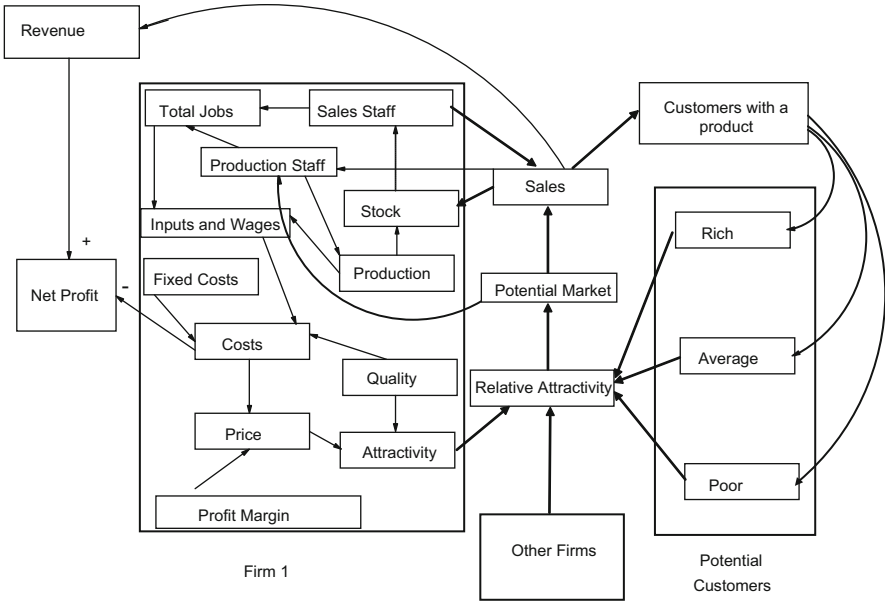 Revenue
Total Jobs
Sales Staff
Customers with a
product
Production Staff
Sales
Stock
Inputs and Wages
Rich
+
Production
Fixed Costs
-
Net Profit
Potential Market
Costs
Average
Quality
Relative Attractivity
Price
Attractivity
Poor
Profit Margin
Other Firms
Firm 1
Potential
Customers